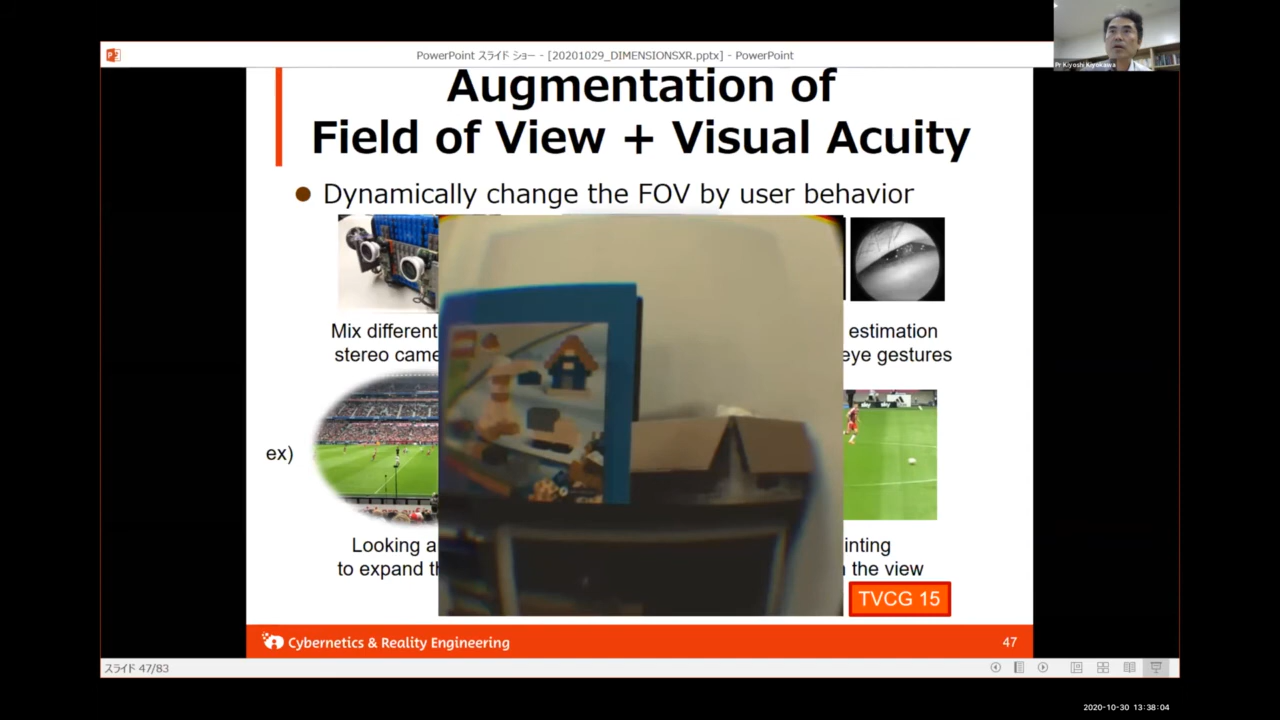 PowerPoint スライド ショー - [20201029_DIMENSIONSXR.pptx] - PowerPoint
Pr Kiyoshi Kiyokawa
Augmentation of
Field of View + Visual Acuity
Dynamically change the FOV by user behavior
Mix different
stereo came
estimation
eye gestures
ex)
Looking a
to expand th
inting
the view
TVCG 15
Cybernetics & Reality Engineering
47
スライド 47/83
2020-10-30 13:38:04